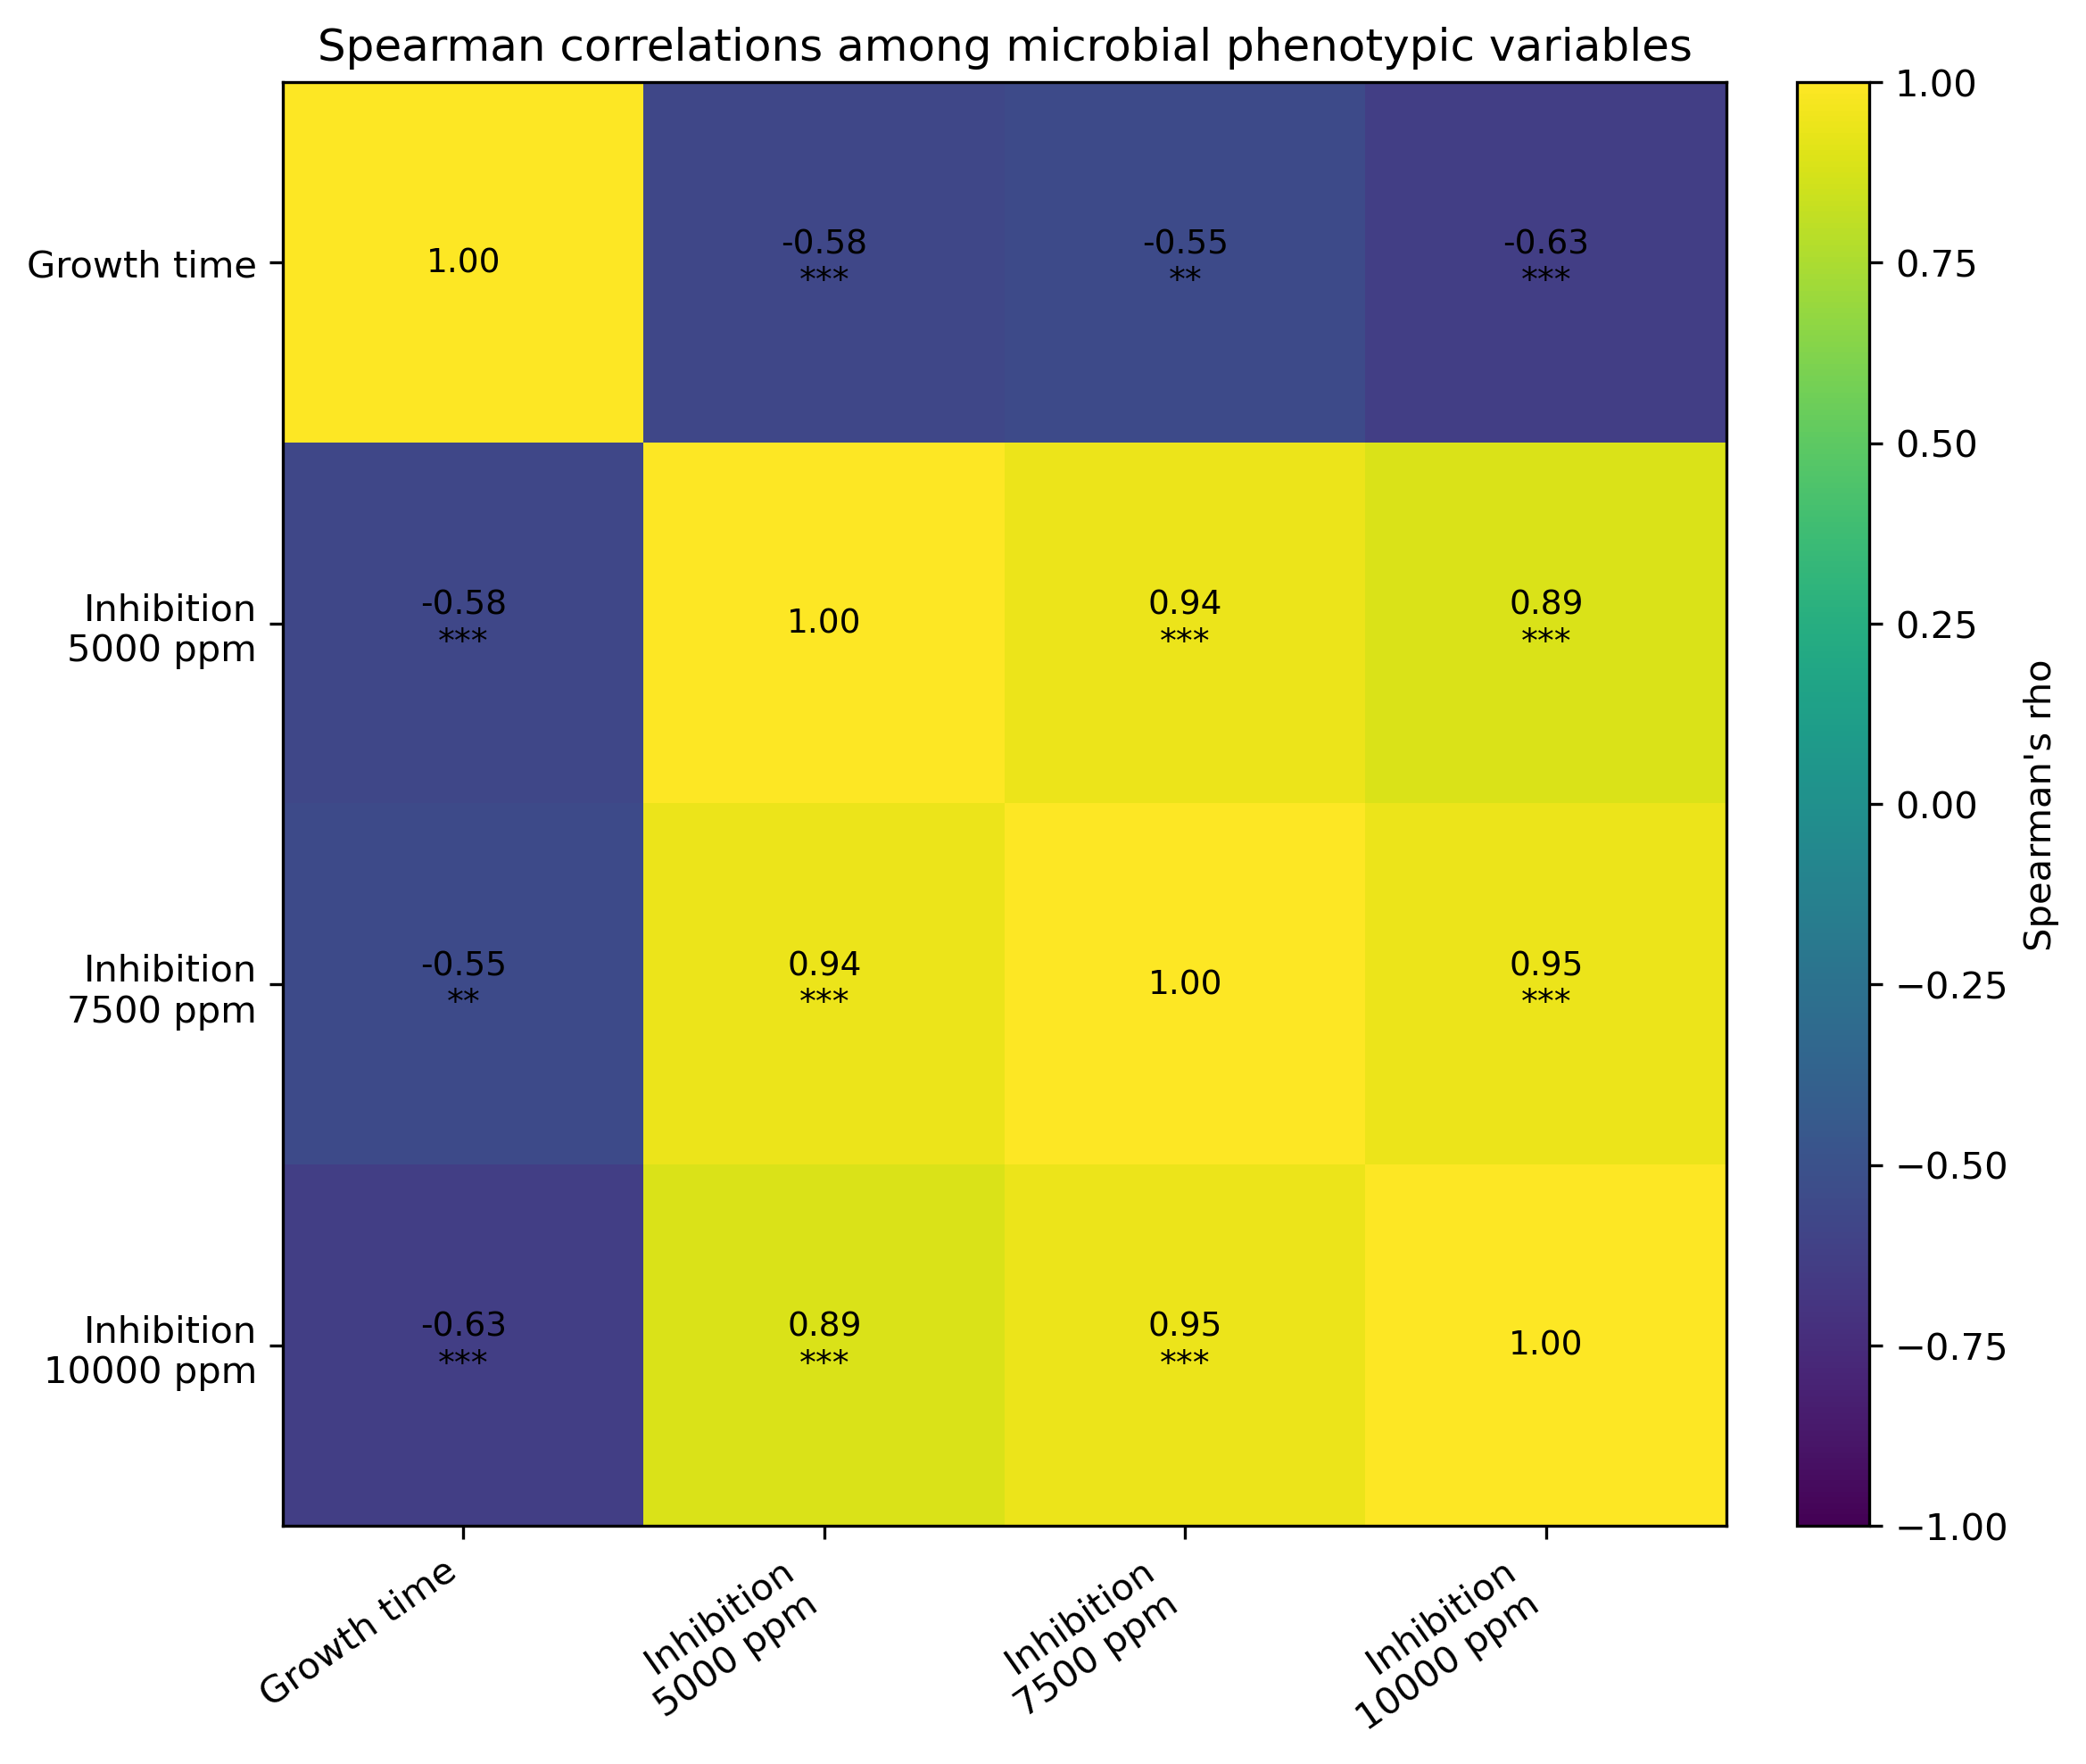 Spearman correlations among microbial phenotypic variables
Growth time
1.00
-0.58
***
-0.55
**
-0.63
***
Inhibition
5000 ppm
-0.58
***
1.00
0.94
***
0.89
***
Inhibition
7500 ppm
-0.55
**
0.94
***
1.00
0.95
***
Inhibition
10000 ppm
-0.63
***
0.89
***
0.95
***
1.00
Growth time
Inhibition
5000 ppm
Inhibition
7500 ppm
Inhibition
10000 ppm
1.00
0.75
0.50
0.25
0.00
−0.25
−0.50
−0.75
−1.00
Spearman's rho